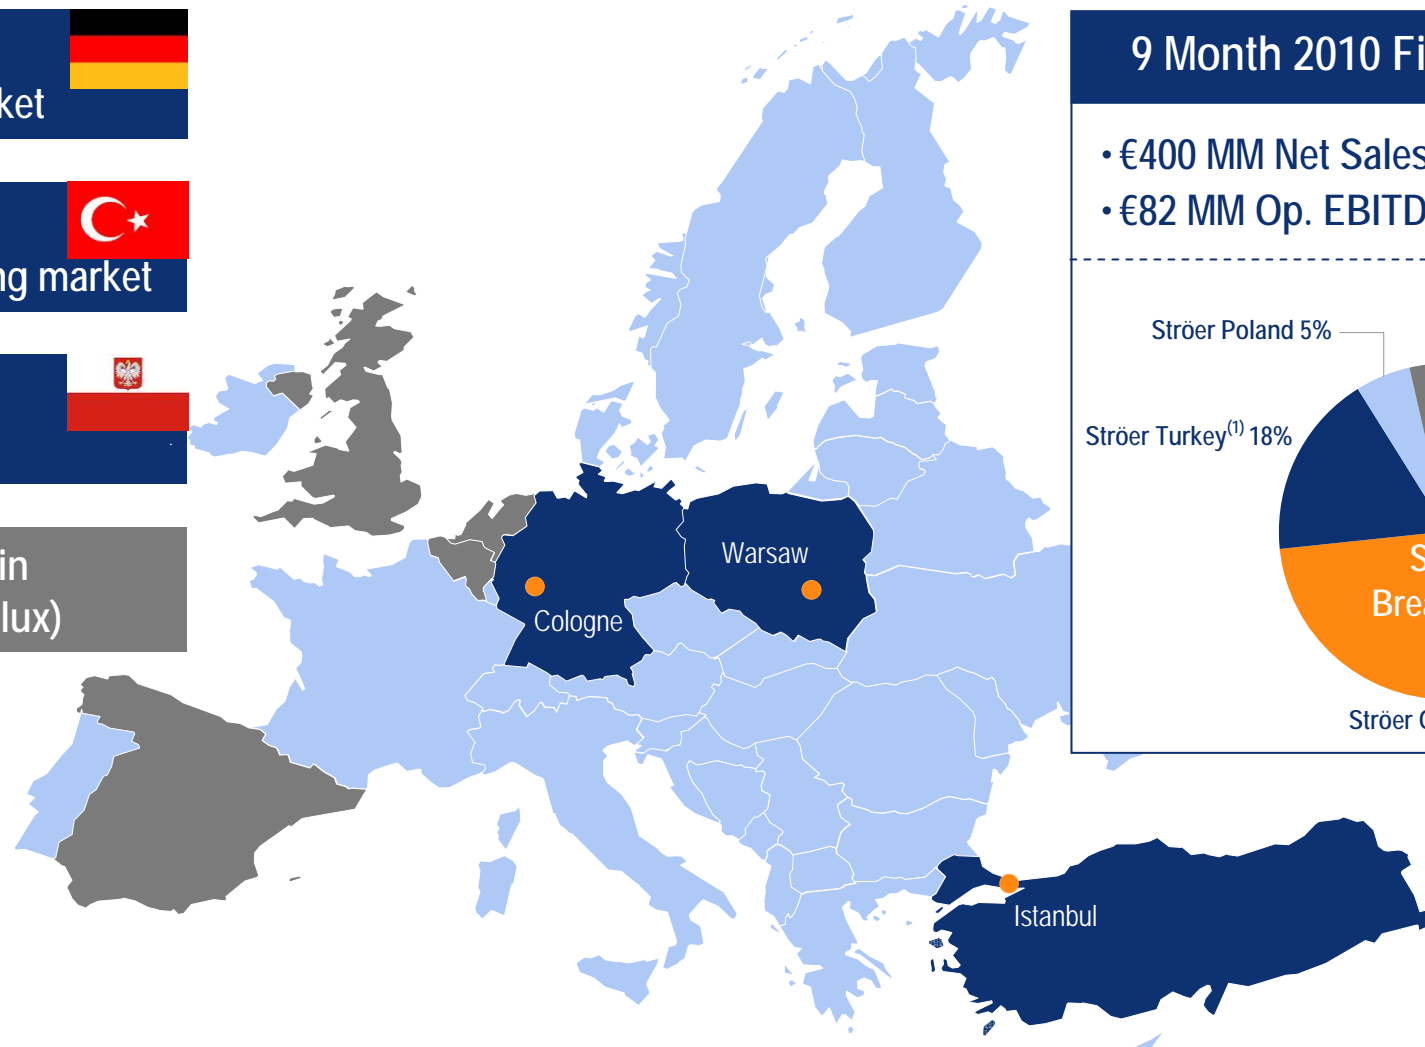 ket
ng market
in
lux)
Warsaw
Cologne
Istanbul
9 Month 2010 Fi
• €400 MM Net Sales
• €82 MM Op. EBITD
Ströer Poland 5%
Ströer Turkey(1) 18%
S
Brea
Ströer